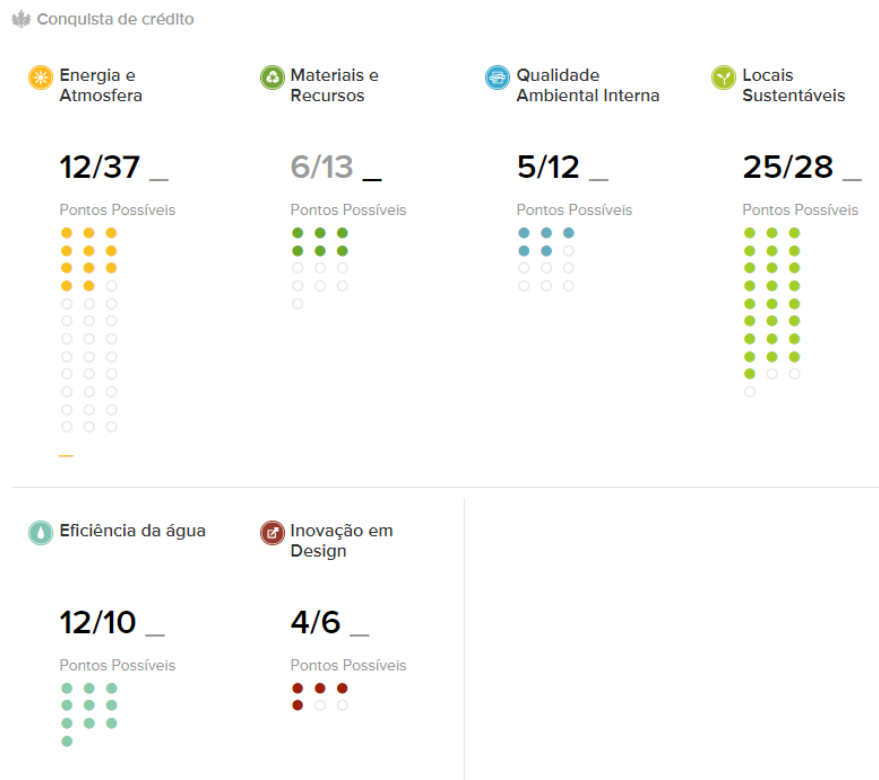 Conquista de crédito
Energia e
Atmosfera
12/37 _
Pontos Possíveis
Materiais e
Recursos
6/13 _
Pontos Possíveis
Qualidade
Ambiental Interna
5/12 _
Pontos Possíveis
Locais
Sustentáveis
25/28 _
Pontos Possíveis
Eficiência da água
12/10 _
Pontos Possíveis
Inovação em
Design
4/6 _
Pontos Possíveis